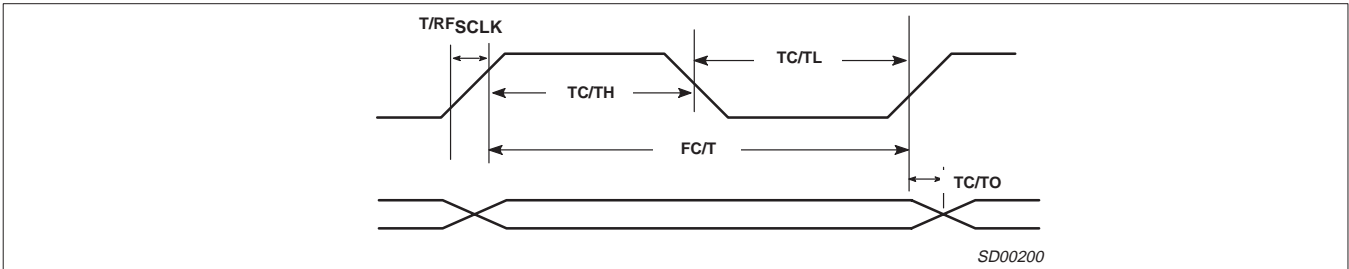 T/RFSCLK
TC/TL
TC/TH
FC/T
TC/TO
SD00200